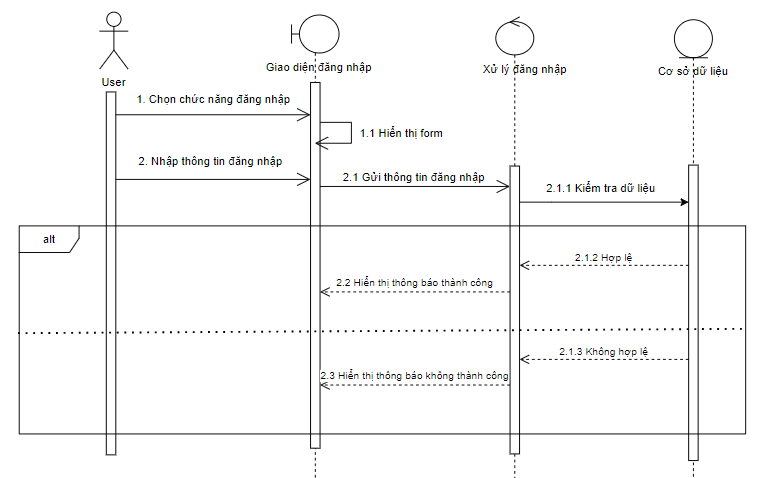 User
Giao diện đăng nhập
Xử lý đăng nhập
Cơ sở dữ liệu
1. Chọn chức năng đăng nhập
1.1 Hiển thị form
2. Nhập thông tin đăng nhập
2.1 Gửi thông tin đăng nhập
2.1.1 Kiểm tra dữ liệu
alt
2.1.2 Hợp lệ
2.2 Hiển thị thông báo thành công
2.1.3 Không hợp lệ
2.3 Hiển thị thông báo không thành công